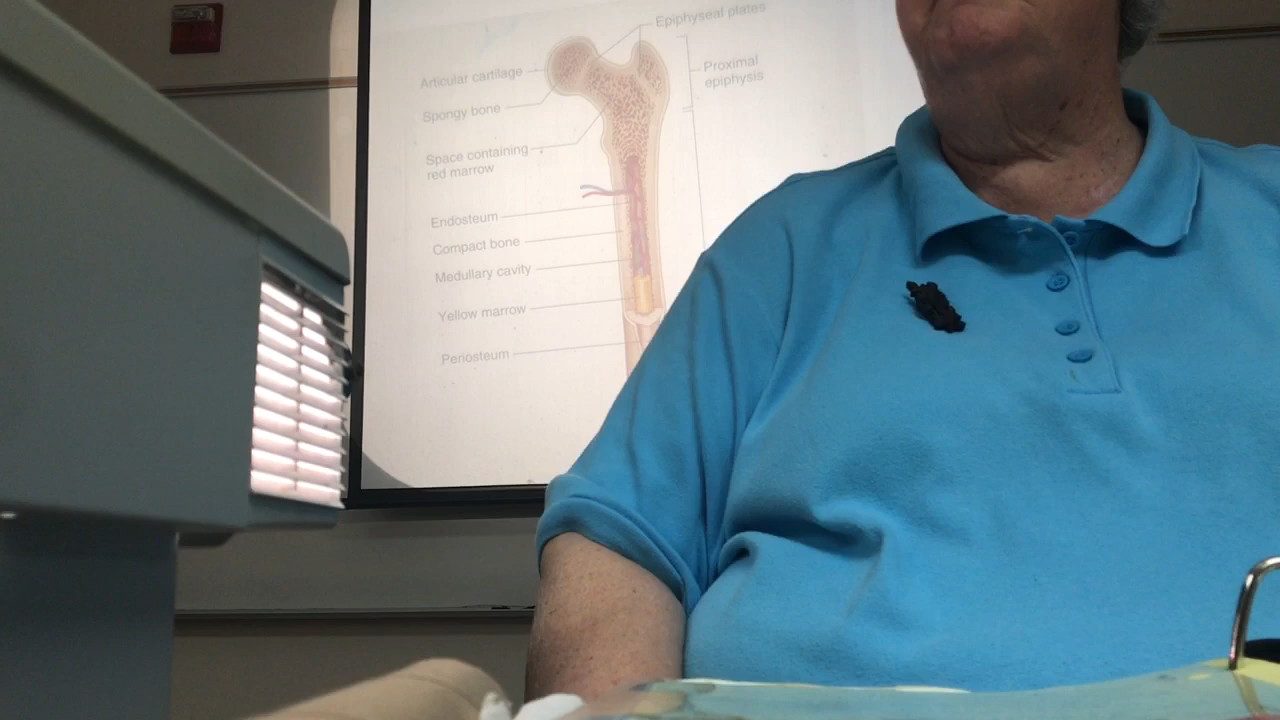 Epiphyseal plates
Articular cartilage
Proximal
epiphysis
Spongy bone
Space containing
red marrow
Endosteum
Compact bone
Medullary cavity
Yellow marrow
Periosteum